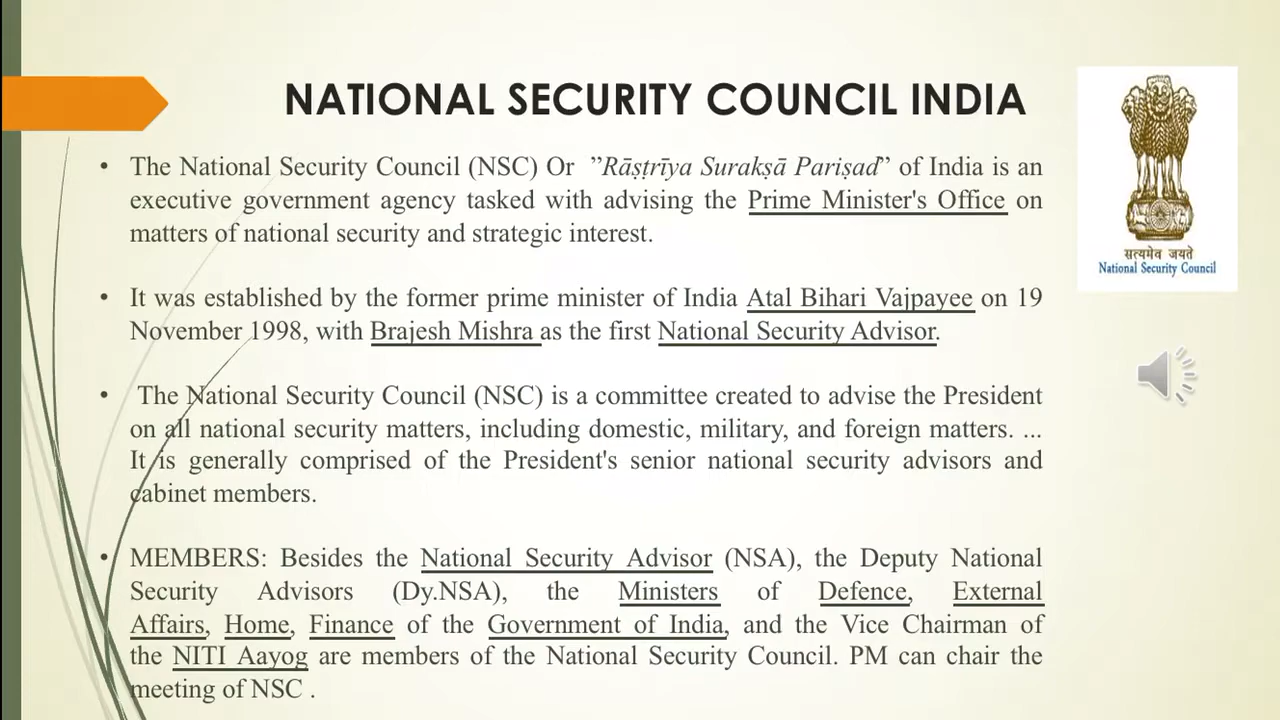 NATIONAL SECURITY COUNCIL INDIA
• The National Security Council (NSC) Or ”Rāṣṭrīya Surakṣā Pariṣad” of India is an
executive government agency tasked with advising the Prime Minister's Office on
matters of national security and strategic interest.
• It was established by the former prime minister of India Atal Bihari Vajpayee on 19
November 1998, with Brajesh Mishra as the first National Security Advisor.
• The National Security Council (NSC) is a committee created to advise the President
on all national security matters, including domestic, military, and foreign matters. ...
It is generally comprised of the President's senior national security advisors and
cabinet members.
• MEMBERS: Besides the National Security Advisor (NSA), the Deputy National
Security Advisors (Dy.NSA), the Ministers of Defence, External
Affairs, Home, Finance of the Government of India, and the Vice Chairman of
the NITI Aayog are members of the National Security Council. PM can chair the
meeting of NSC .
सत्यमेव जयते
National Security Council